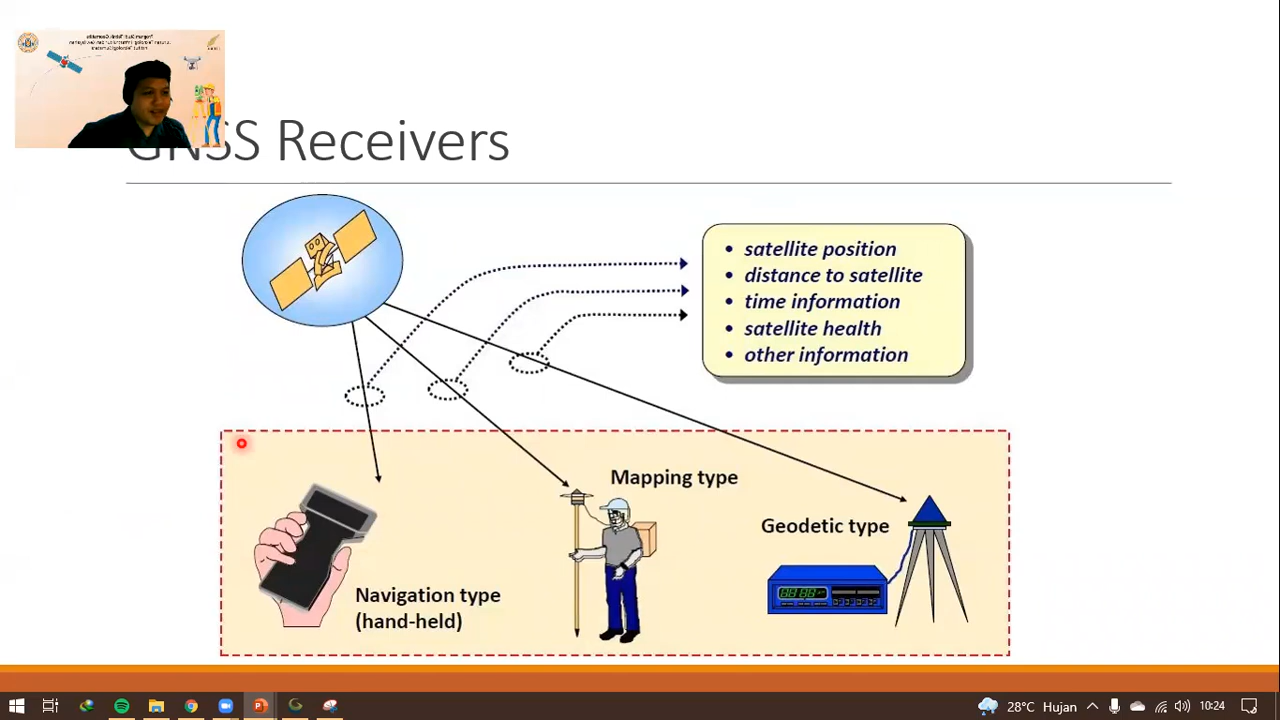 GNSS Receivers
• satellite position
• distance to satellite
• time information
• satellite health
• other information
Mapping type
Geodetic type
Navigation type
(hand-held)
28°C Hujan
10:24